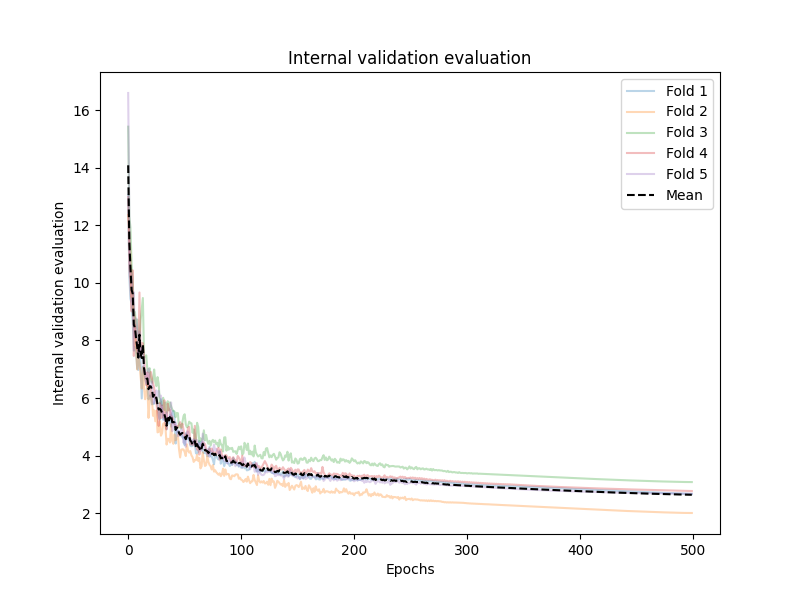 Internal validation evaluation
Internal validation evaluation
16
14
12
10
8
6
4
2
0
100
200
300
400
500
Epochs
Fold 1
Fold 2
Fold 3
Fold 4
Fold 5
Mean